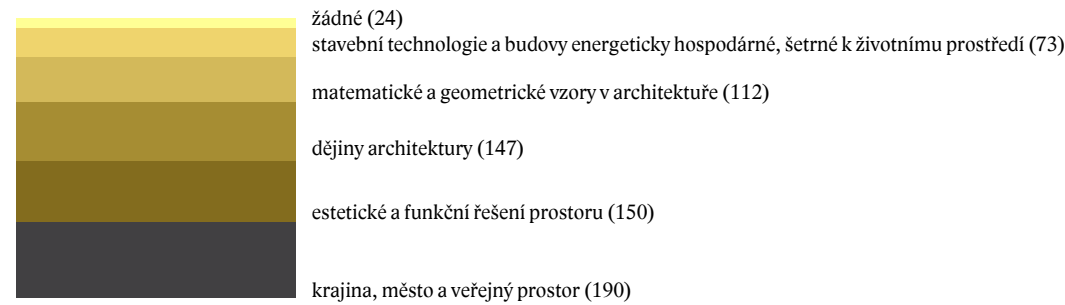 žádné (24)
stavební technologie a budovy energeticky hospodárné, šetrné k životnímu prostředí (73)
matematické a geometrické vzory v architektuře (112)
dějiny architektury (147)
estetické a funkční řešení prostoru (150)
krajina, město a veřejný prostor (190)